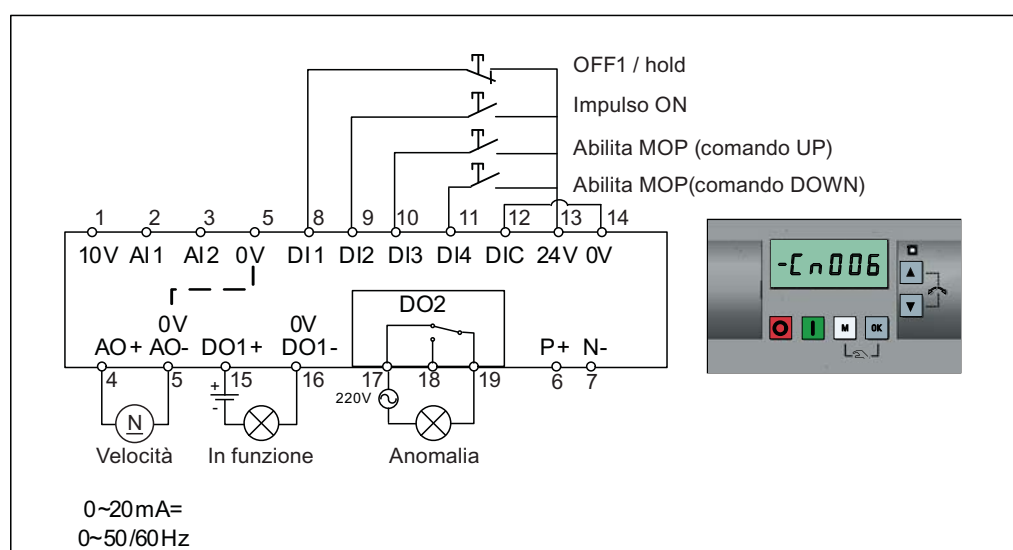 OFF1 / hold
Impulso ON
Abilita MOP (comando UP)
Abilita MOP(comando DOWN)
1 2 3 5 8 9 10 11 12 13 14
10V AI1 AI2 0V DI1 DI2 DI3 DI4 DIC 24V 0V
-Cn006
M OK
DO2
0V 0V
AO+ AO- DO1+ DO1- P+ N-
4 5 15 16 17 18 19 6 7
+
-
220V
N
Velocità In funzione Anomalia
0~20mA=
0~50/60Hz